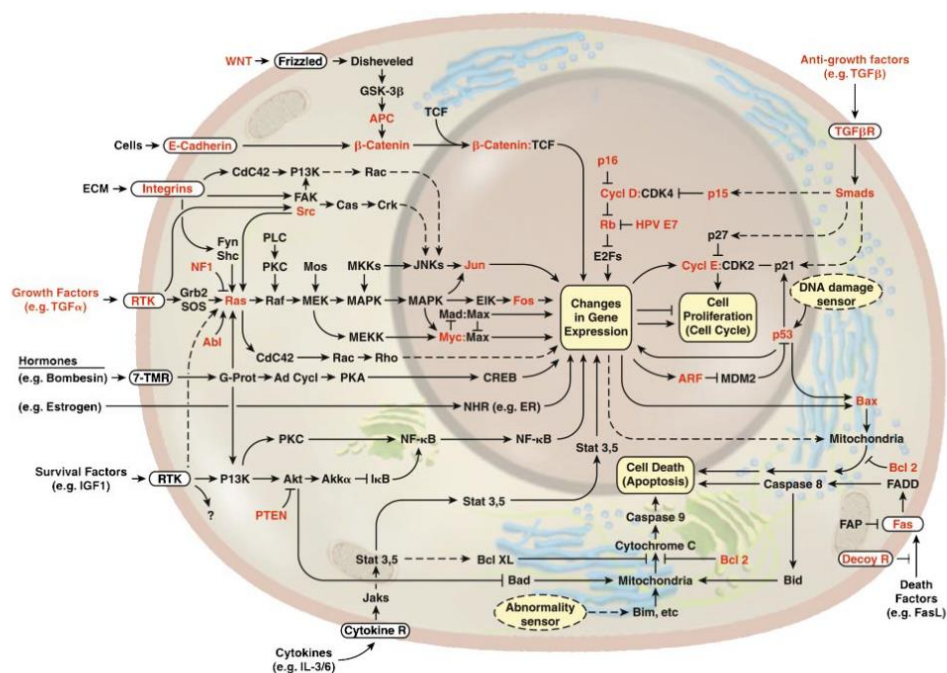 WNT
Frizzled
Disheveled
GSK-3β
APC
TCF
Anti-growth factors
(e.g. TGFβ)
TGFβR
Cells
E-Cadherin
β-Catenin
β-Catenin:TCF
ECM
Integrins
CdC42
P13K
Rac
FAK
Src
Cas
Crk
p16
Cycl D:CDK4
p15
Smads
Rb
HPV E7
E2Fs
p27
Cycl E:CDK2
p21
DNA damage
sensor
Fyn
Shc
PLC
NF1
PKC
Mos
MKKs
JNKs
Jun
Growth Factors
(e.g. TGFα)
RTK
Grb2
SOS
Ras
Raf
MEK
MAPK
MAPK
EIK
Fos
Mad:Max
MEKK
Myc:Max
Abl
CdC42
Rac
Rho
Changes
in Gene
Expression
Cell
Proliferation
(Cell Cycle)
p53
ARF
MDM2
Hormones
(e.g. Bombesin)
7-TMR
G-Prot
Ad Cycl
PKA
CREB
(e.g. Estrogen)
NHR (e.g. ER)
Bax
Mitochondria
PKC
NF-κB
NF-κB
Stat 3,5
Survival Factors
(e.g. IGF1)
RTK
P13K
Akt
Akkα
IκB
?
PTEN
Cell Death
(Apoptosis)
Bcl 2
Caspase 8
FADD
Stat 3,5
Caspase 9
FAP
Fas
Cytochrome C
Stat 3,5
Bcl XL
Bcl 2
Decoy R
Bad
Mitochondria
Bid
Death
Factors
(e.g. FasL)
Jaks
Abnormality
sensor
Bim, etc
Cytokine R
Cytokines
(e.g. IL-3/6)